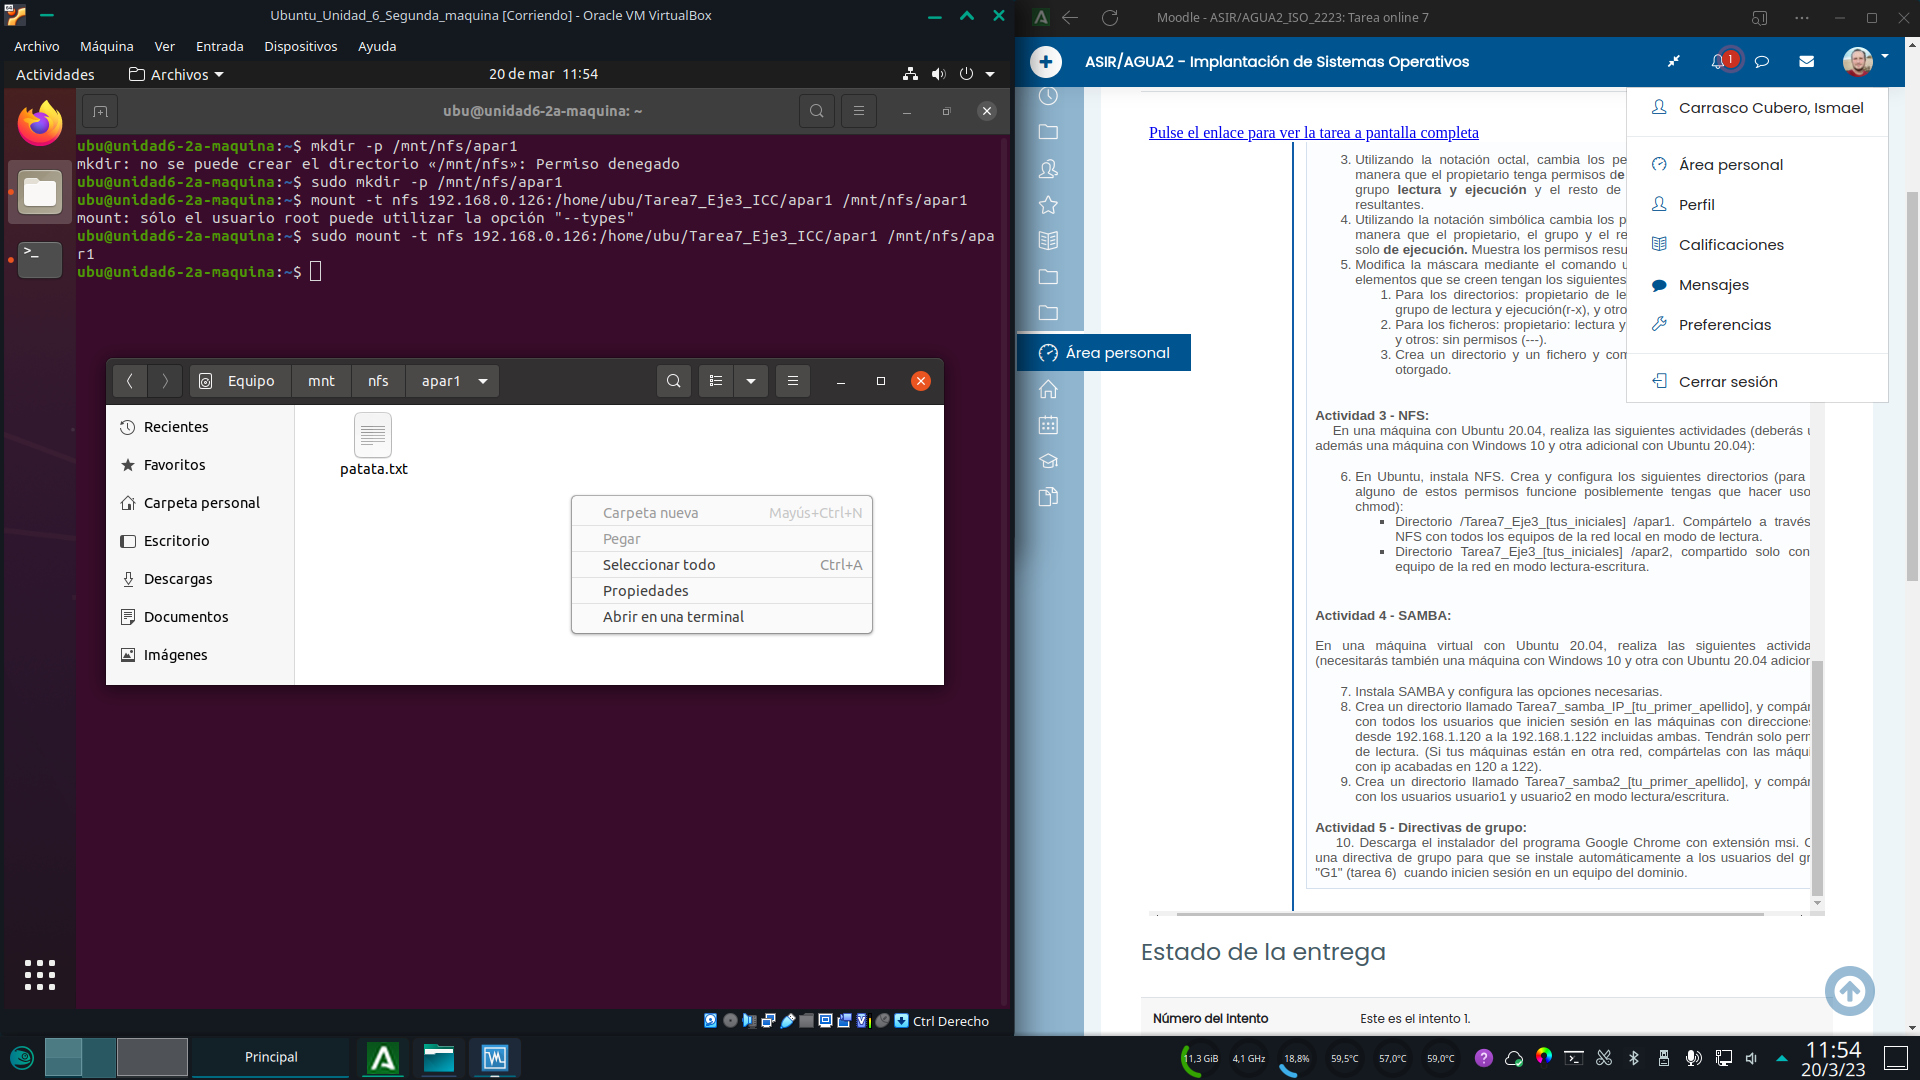 Ubuntu_Unidad_6_Segunda_maquina [Corriendo] - Oracle VM VirtualBox
Archivo Máquina Ver Entrada Dispositivos Ayuda
Actividades Archivos 20 de mar 11:54
ubu@unidad6-2a-maquina: ~
ubu@unidad6-2a-maquina:~$ mkdir -p /mnt/nfs/apar1
mkdir: no se puede crear el directorio «/mnt/nfs»: Permiso denegado
ubu@unidad6-2a-maquina:~$ sudo mkdir -p /mnt/nfs/apar1
ubu@unidad6-2a-maquina:~$ mount -t nfs 192.168.0.126:/home/ubu/Tarea7_Eje3_ICC/apar1 /mnt/nfs/apar1
mount: sólo el usuario root puede utilizar la opción "--types"
ubu@unidad6-2a-maquina:~$ sudo mount -t nfs 192.168.0.126:/home/ubu/Tarea7_Eje3_ICC/apar1 /mnt/nfs/apa
r1
ubu@unidad6-2a-maquina:~$
Equipo mnt nfs apar1
Recientes
Favoritos
Carpeta personal
Escritorio
Descargas
Documentos
Imágenes
patata.txt
Carpeta nueva Mayús+Ctrl+N
Pegar
Seleccionar todo Ctrl+A
Propiedades
Abrir en una terminal
Ctrl Derecho
Moodle - ASIR/AGUA2_ISO_2223: Tarea online 7
ASIR/AGUA2 - Implantación de Sistemas Operativos
1
Carrasco Cubero, Ismael
Área personal
Perfil
Calificaciones
Mensajes
Preferencias
Cerrar sesión
Área personal
Pulse el enlace para ver la tarea a pantalla completa
3. Utilizando la notación octal, cambia los pe
manera que el propietario tenga permisos de
grupo lectura y ejecución y el resto de
resultantes.
4. Utilizando la notación simbólica cambia los p
manera que el propietario, el grupo y el re
solo de ejecución. Muestra los permisos resu
5. Modifica la máscara mediante el comando u
elementos que se creen tengan los siguientes
1. Para los directorios: propietario de le
grupo de lectura y ejecución(r-x), y otro
2. Para los ficheros: propietario: lectura y
y otros: sin permisos (---).
3. Crea un directorio y un fichero y com
otorgado.
Actividad 3 - NFS:
En una máquina con Ubuntu 20.04, realiza las siguientes actividades (deberás u
además una máquina con Windows 10 y otra adicional con Ubuntu 20.04):
6. En Ubuntu, instala NFS. Crea y configura los siguientes directorios (para
alguno de estos permisos funcione posiblemente tengas que hacer uso
chmod):
▪ Directorio /Tarea7_Eje3_[tus_iniciales] /apar1. Compártelo a través
NFS con todos los equipos de la red local en modo de lectura.
▪ Directorio Tarea7_Eje3_[tus_iniciales] /apar2, compartido solo con
equipo de la red en modo lectura-escritura.
Actividad 4 - SAMBA:
En una máquina virtual con Ubuntu 20.04, realiza las siguientes activida
(necesitarás también una máquina con Windows 10 y otra con Ubuntu 20.04 adicior
7. Instala SAMBA y configura las opciones necesarias.
8. Crea un directorio llamado Tarea7_samba_IP_[tu_primer_apellido], y compár
con todos los usuarios que inicien sesión en las máquinas con direcciones
desde 192.168.1.120 a la 192.168.1.122 incluidas ambas. Tendrán solo perr
de lectura. (Si tus máquinas están en otra red, compártelas con las máqui
con ip acabadas en 120 a 122).
9. Crea un directorio llamado Tarea7_samba2_[tu_primer_apellido], y compár
con los usuarios usuario1 y usuario2 en modo lectura/escritura.
Actividad 5 - Directivas de grupo:
10. Descarga el instalador del programa Google Chrome con extensión msi. C
una directiva de grupo para que se instale automáticamente a los usuarios del gr
"G1" (tarea 6) cuando inicien sesión en un equipo del dominio.
Estado de la entrega
Número del Intento Este es el intento 1.
Principal
11,3 GiB 4,1 GHz 18,8% 59,5°C 57,0°C 59,0°C
11:54
20/3/23